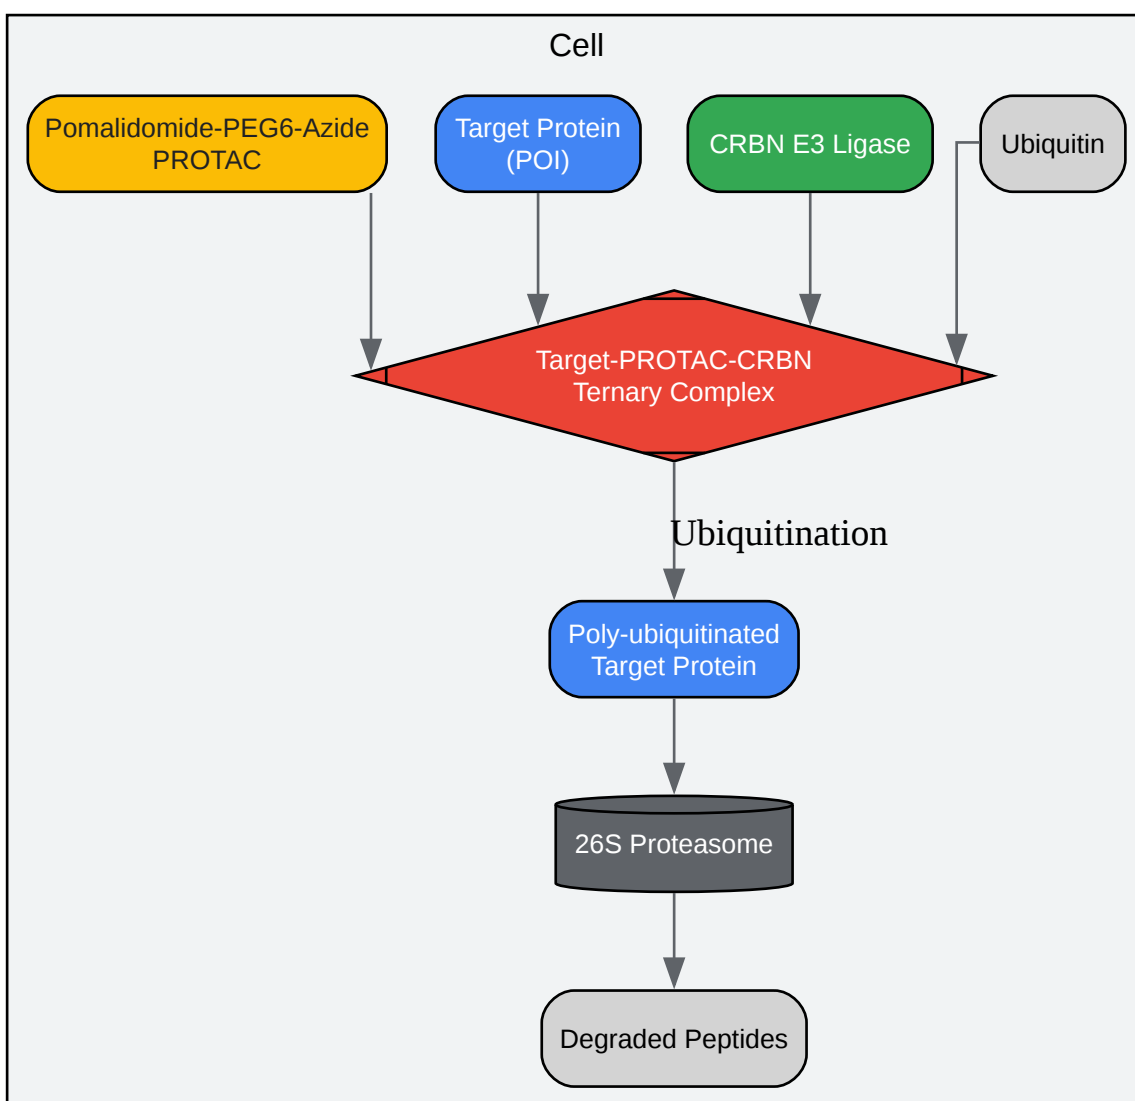 Cell
Pomalidomide-PEG6-Azide
PROTAC
Target Protein
(POI)
CRBN E3 Ligase
Ubiquitin
Target-PROTAC-CRBN
Ternary Complex
Ubiquitination
Poly-ubiquitinated
Target Protein
26S Proteasome
Degraded Peptides